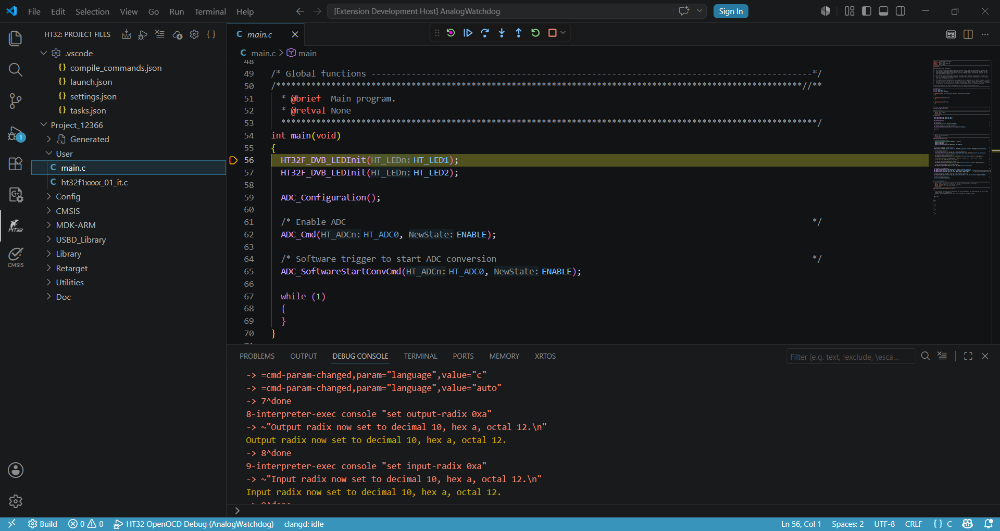 File Edit Selection View Go Run Terminal Help
[Extension Development Host] AnalogWatchdog
Sign In
HT32: PROJECT FILES
.vscode
compile_commands.json
launch.json
settings.json
tasks.json
Project_12366
Generated
User
C main.c
C ht32f1xxxx_01_it.c
Config
CMSIS
MDK-ARM
USBD_Library
Library
Retarget
Utilities
Doc
1
HT32
CMSIS
C main.c
C main.c > main
48
49 /* Global functions ----------------------------------------------------------------------------------------*/
50 /*********************************************************************************************************//**
51 * @brief Main program.
52 * @retval None
53 ***********************************************************************************************************/
54 int main(void)
55 {
56 HT32F_DVB_LEDInit(HT_LEDn: HT_LED1);
57 HT32F_DVB_LEDInit(HT_LEDn: HT_LED2);
58
59 ADC_Configuration();
60
61 /* Enable ADC */
62 ADC_Cmd(HT_ADCn: HT_ADC0, NewState: ENABLE);
63
64 /* Software trigger to start ADC conversion */
65 ADC_SoftwareStartConvCmd(HT_ADCn: HT_ADC0, NewState: ENABLE);
66
67 while (1)
68 {
69 }
70 }
PROBLEMS OUTPUT DEBUG CONSOLE TERMINAL PORTS MEMORY XRTOS
Filter (e.g. text, !exclude, \esca...
-> =cmd-param-changed,param="language",value="c"
-> =cmd-param-changed,param="language",value="auto"
-> 7^done
8-interpreter-exec console "set output-radix 0xa"
-> ~"Output radix now set to decimal 10, hex a, octal 12.\n"
Output radix now set to decimal 10, hex a, octal 12.
-> 8^done
9-interpreter-exec console "set input-radix 0xa"
-> ~"Input radix now set to decimal 10, hex a, octal 12.\n"
Input radix now set to decimal 10, hex a, octal 12.
-> 9^done
>
Build 0 0 HT32 OpenOCD Debug (AnalogWatchdog) clangd: idle
Ln 56, Col 1 Spaces: 2 UTF-8 CRLF {} C